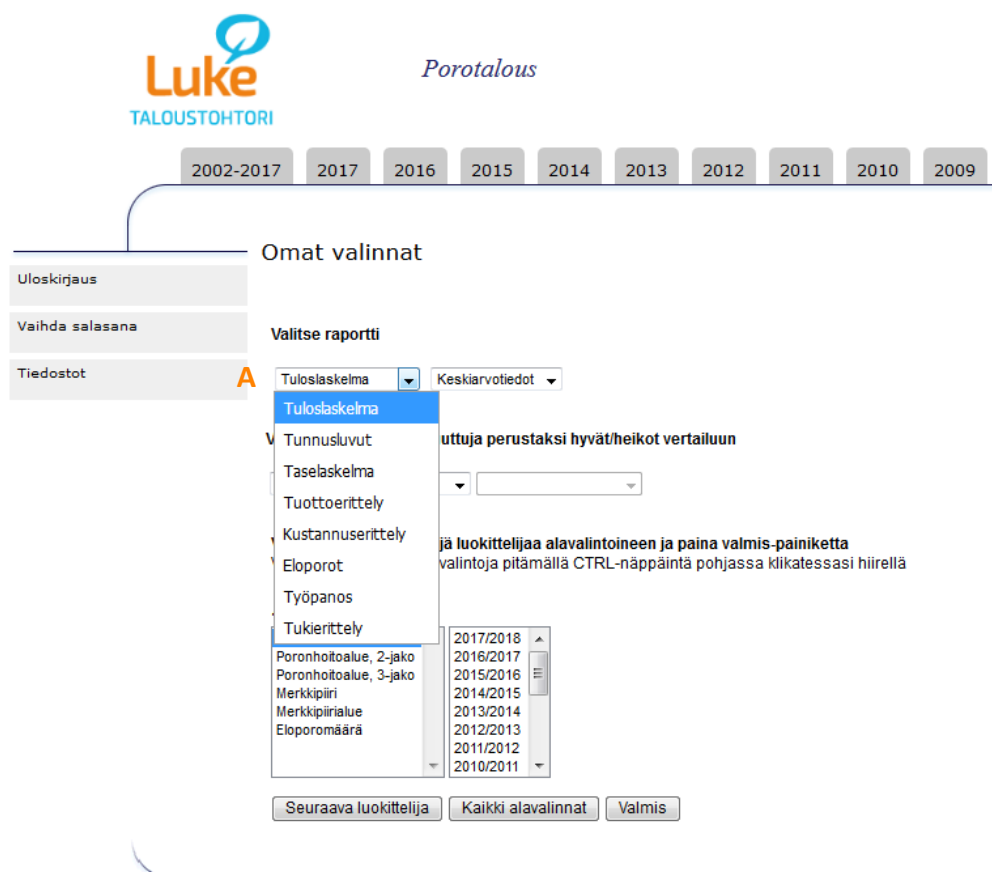 Luke
TALOUSTOHTORI
Porotalous
2002-2017 2017 2016 2015 2014 2013 2012 2011 2010 2009
Omat valinnat
Uloskirjaus
Vaihda salasana
Tiedostot
Valitse raportti
A
Tuloslaskelma Keskiarvotiedot
Tuloslaskelma
Tunnusluvut
Taselaskelma
Tuottoerittely
Kustannuserittely
Eloporot
Työpanos
Tukierittely
uttuja perustaksi hyvät/heikot vertailuun
jä luokittelijaa alavalintoineen ja paina valmis-painiketta
valintoja pitämällä CTRL-näppäintä pohjassa klikatessasi hiirellä
Poronhoitoalue, 2-jako
Poronhoitoalue, 3-jako
Merkkipiiri
Merkkipiirialue
Eloporomäärä
2017/2018
2016/2017
2015/2016
2014/2015
2013/2014
2012/2013
2011/2012
2010/2011
Seuraava luokittelija Kaikki alavalinnat Valmis